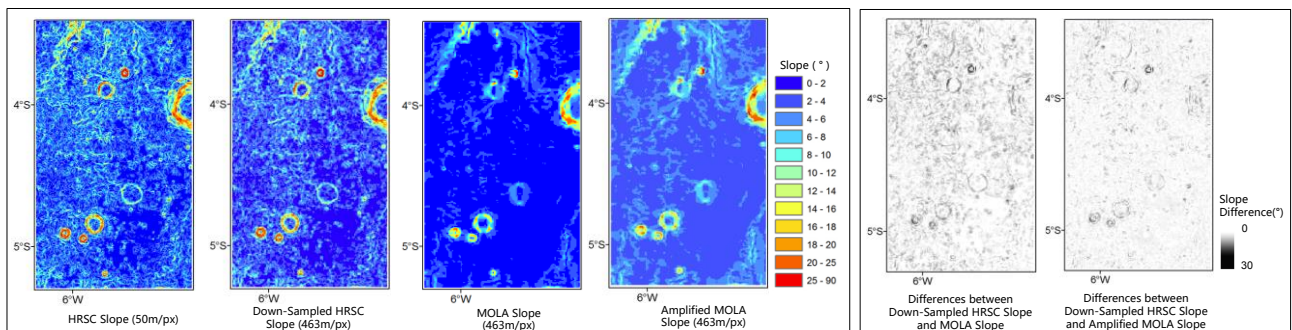 4°S
5°S
6°W
HRSC Slope (50m/px)
6°W
Down-Sampled HRSC
Slope (463m/px)
4°S
5°S
6°W
MOLA Slope
(463m/px)
6°W
Amplified MOLA
Slope (463m/px)
Slope ( ° )
0 - 2
2 - 4
4 - 6
6 - 8
8 - 10
10 - 12
12 - 14
14 - 16
16 - 18
18 - 20
20 - 25
25 - 90
4°S
5°S
6°W
Differences between
Down-Sampled HRSC Slope
and MOLA Slope
4°S
5°S
6°W
Differences between
Down-Sampled HRSC Slope
and Amplified MOLA Slope
Slope
Difference(°)
0
30